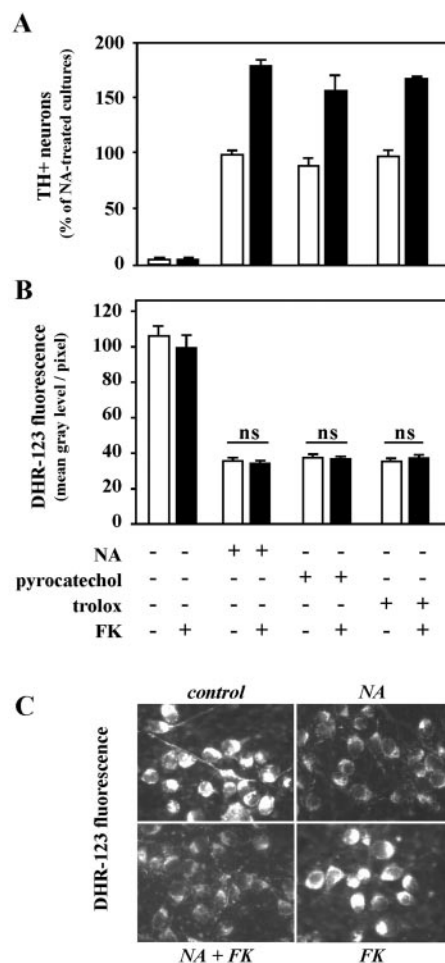 A
TH+ neurons
(% of NA-treated cultures)
200
150
100
50
0
B
DHR-123 fluorescence
(mean gray level / pixel)
120
100
80
60
40
20
0
ns ns ns
NA - - + + - - - -
pyrocatechol - - - - + + - -
trolox - - - - - - + +
FK - + - + - + - +
C
control NA
DHR-123 fluorescence
NA + FK FK